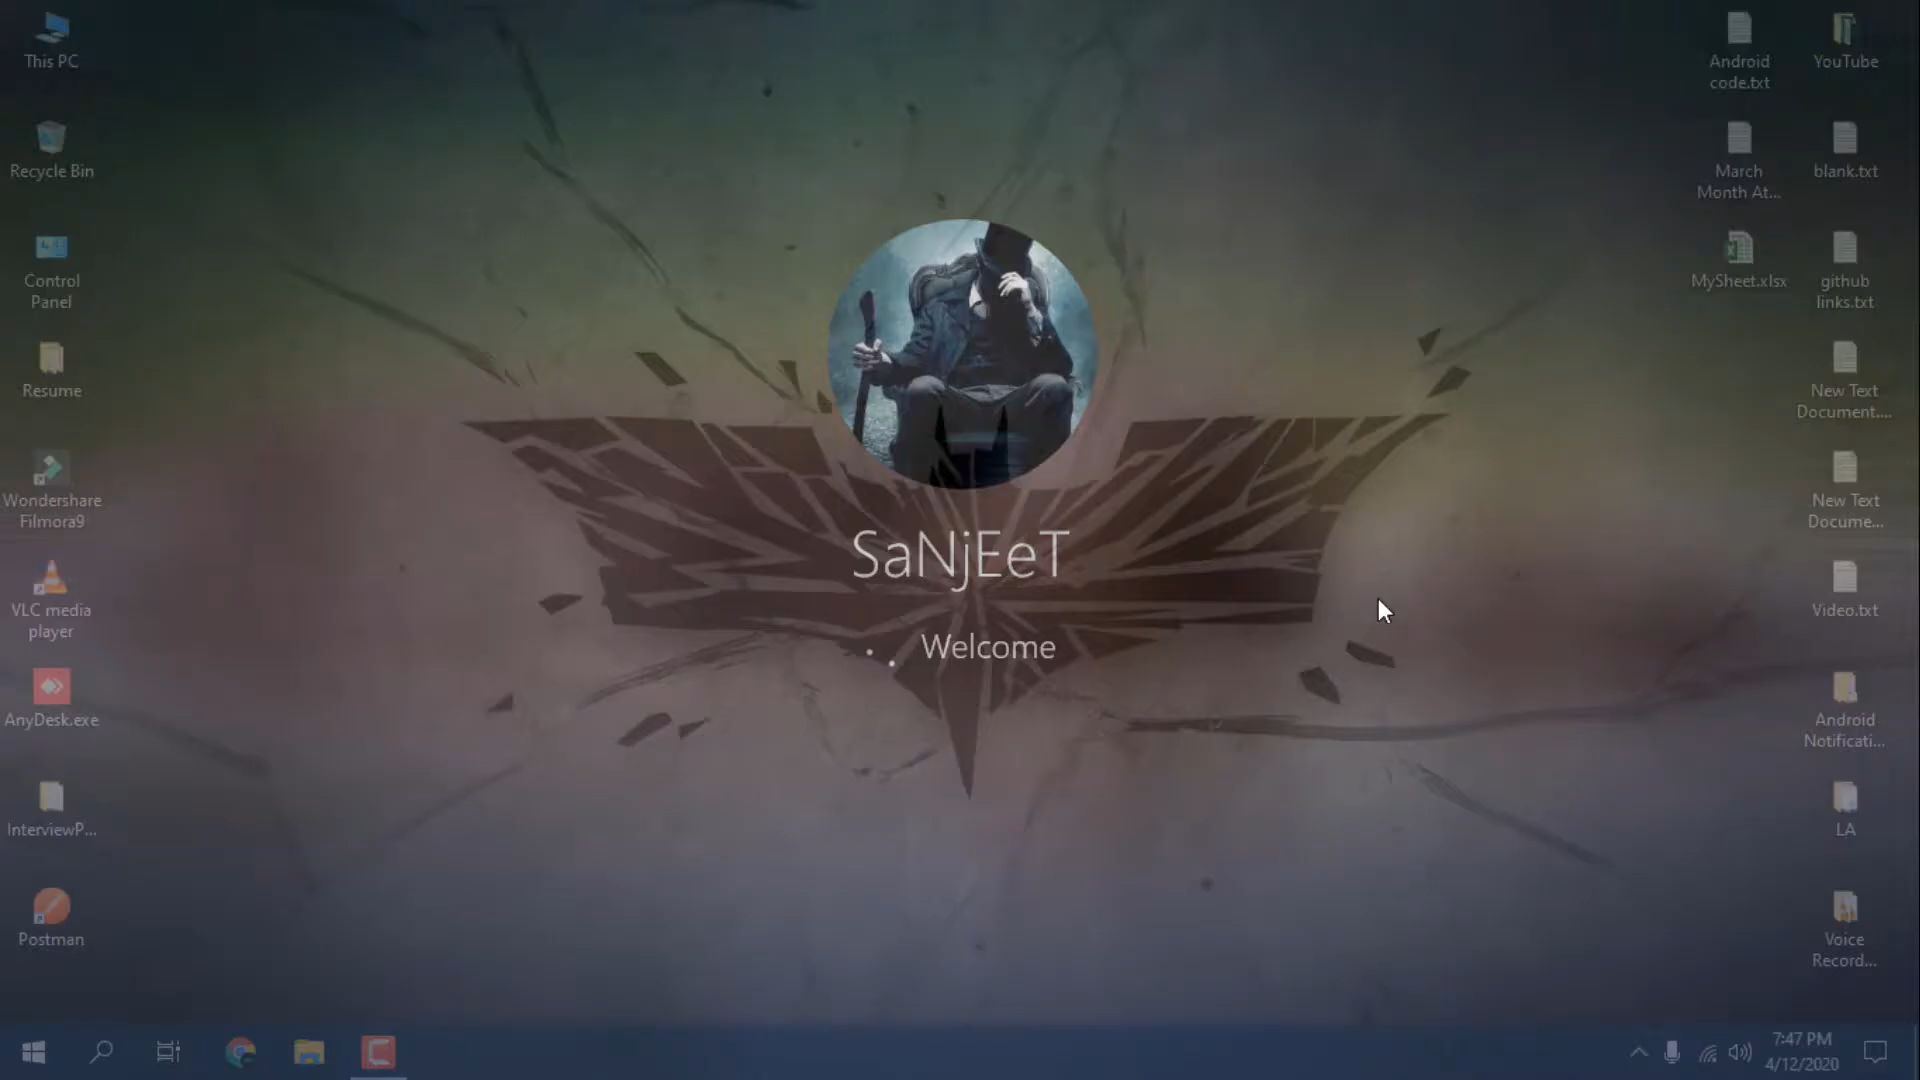 This PC
Recycle Bin
Control
Panel
Resume
Wondershare
Filmora9
VLC media
player
AnyDesk.exe
InterviewP...
Postman
SaNjEeT
Welcome
Android
code.txt
March
Month At...
MySheet.xlsx
YouTube
blank.txt
github
links.txt
New Text
Document....
New Text
Docume...
Video.txt
Android
Notificati...
LA
Voice
Record...
7:47 PM
4/12/2020